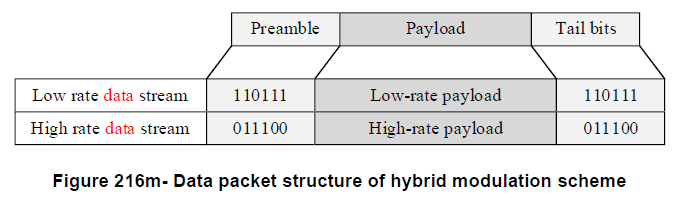 Preamble Payload Tail bits
Low rate data stream 110111 Low-rate payload 110111
High rate data stream 011100 High-rate payload 011100
Figure 216m- Data packet structure of hybrid modulation scheme